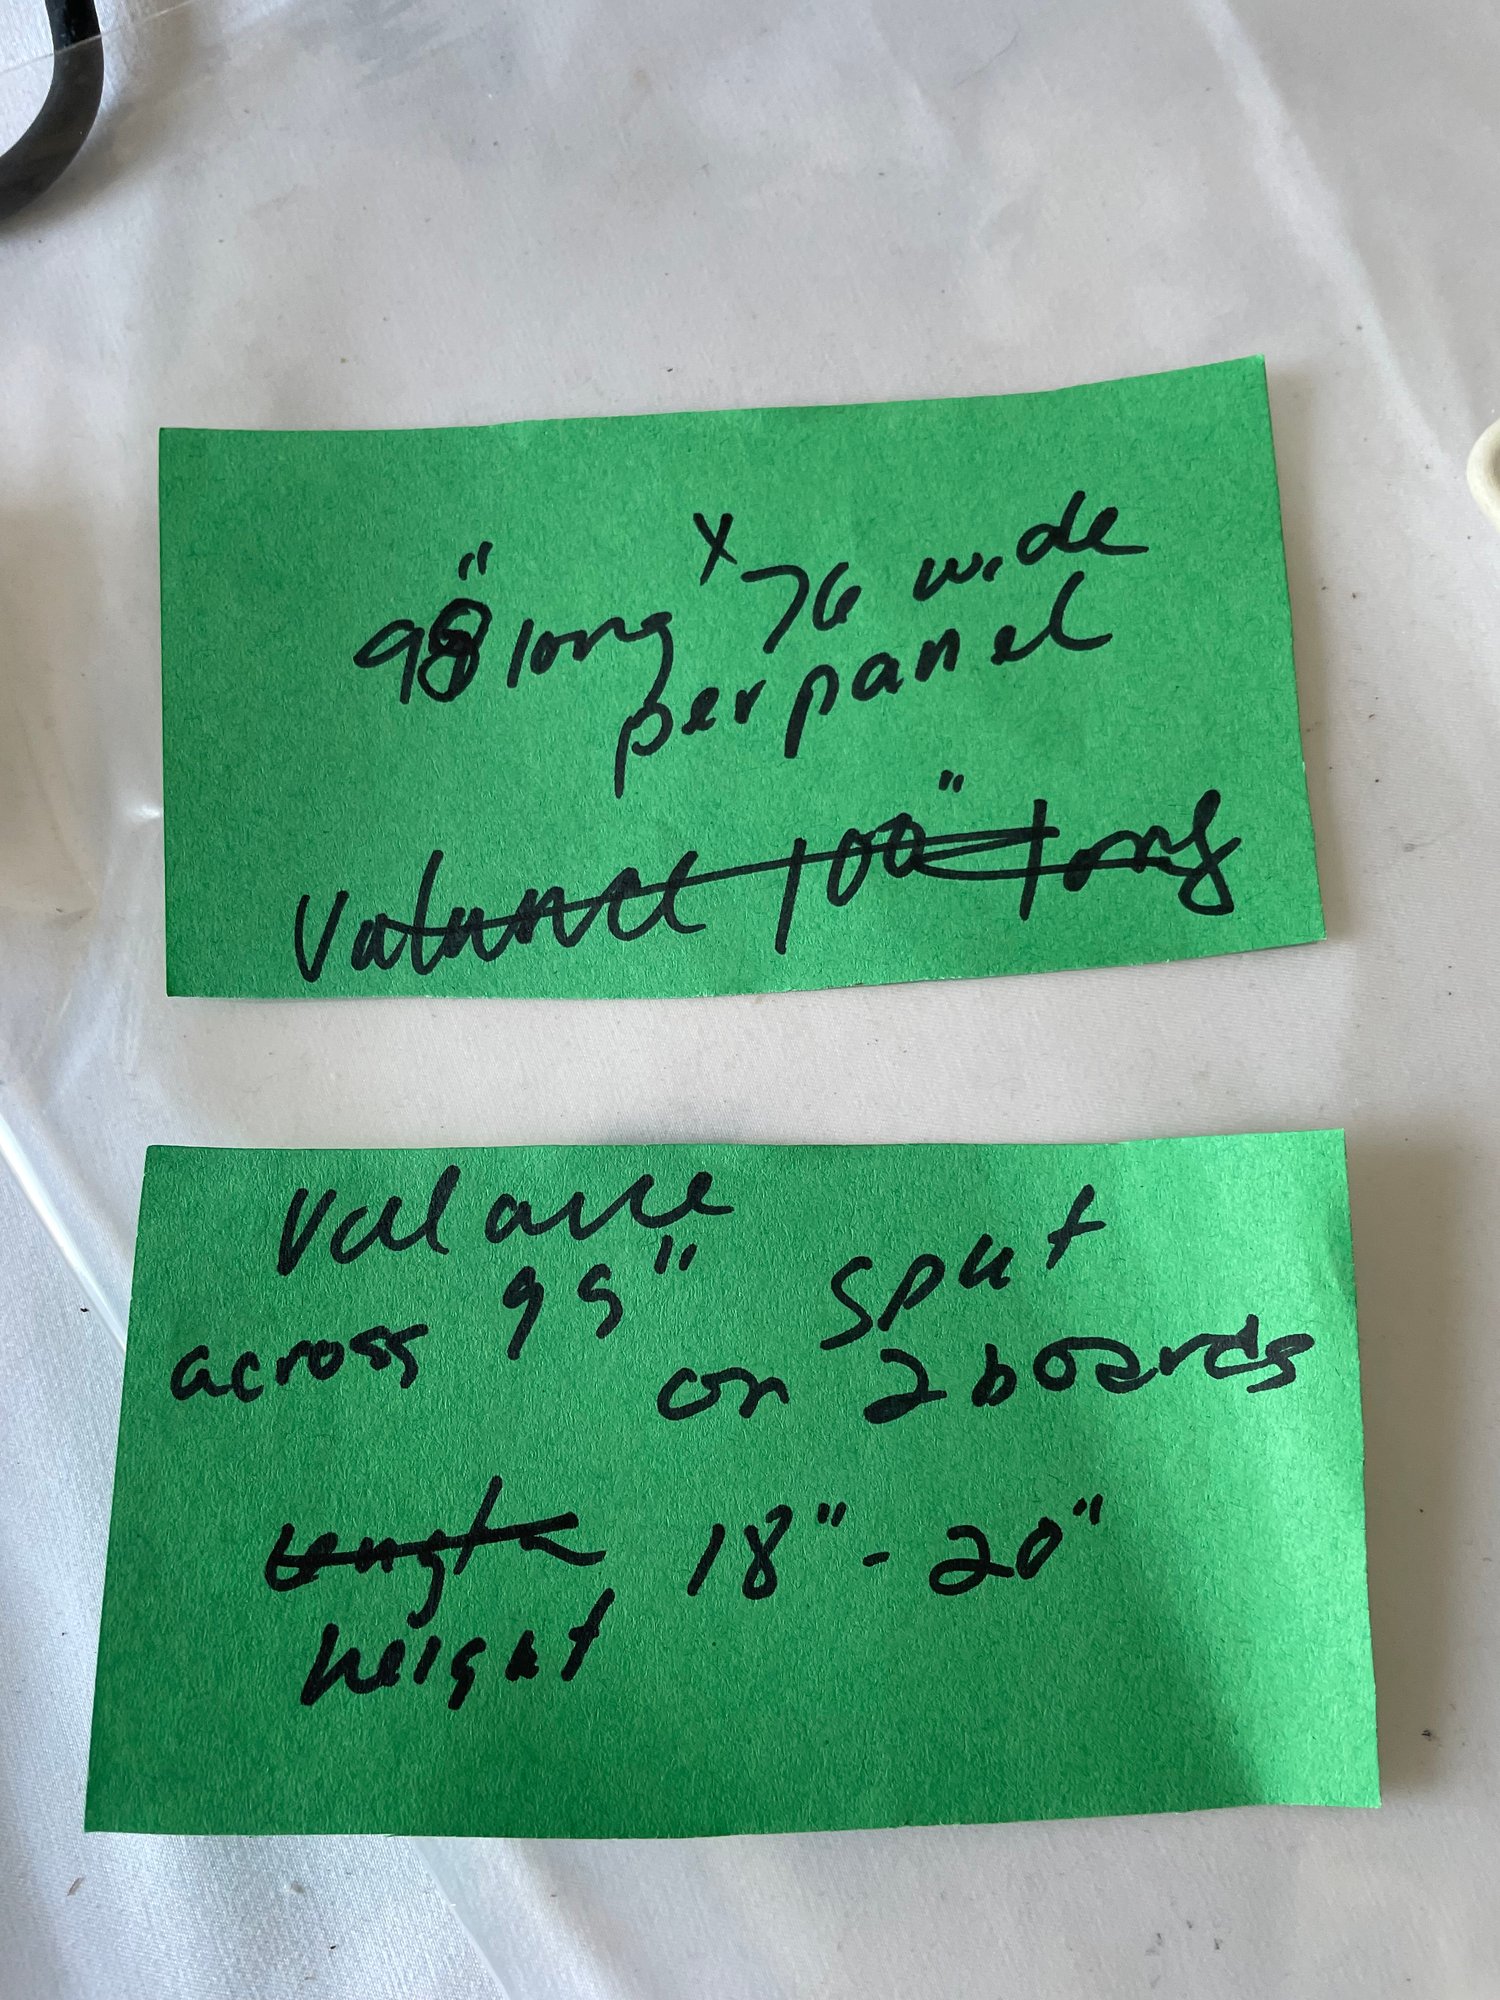 98" long x 76 wide
per panel
Valance 100" long
Valance
across 99" split
on 2 boards
Length 18" - 20"
height